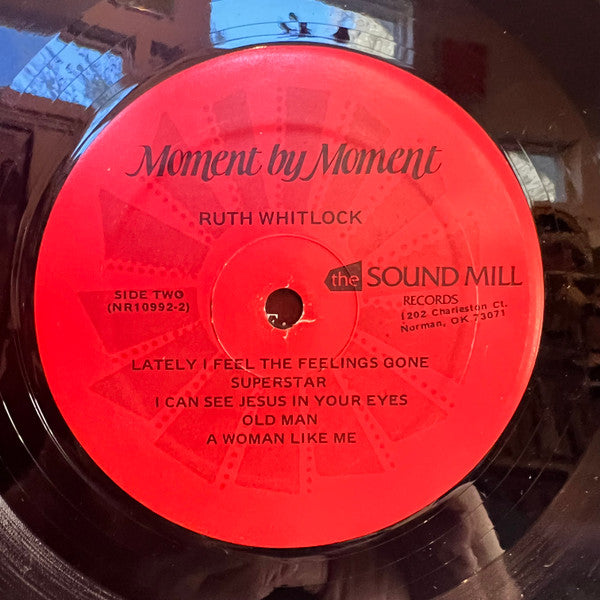 Moment by Moment
RUTH WHITLOCK
the SOUND MILL
RECORDS
1202 Charleston Ct.
Norman, OK 73071
SIDE TWO
(NR10992-2)
LATELY I FEEL THE FEELINGS GONE
SUPERSTAR
I CAN SEE JESUS IN YOUR EYES
OLD MAN
A WOMAN LIKE ME